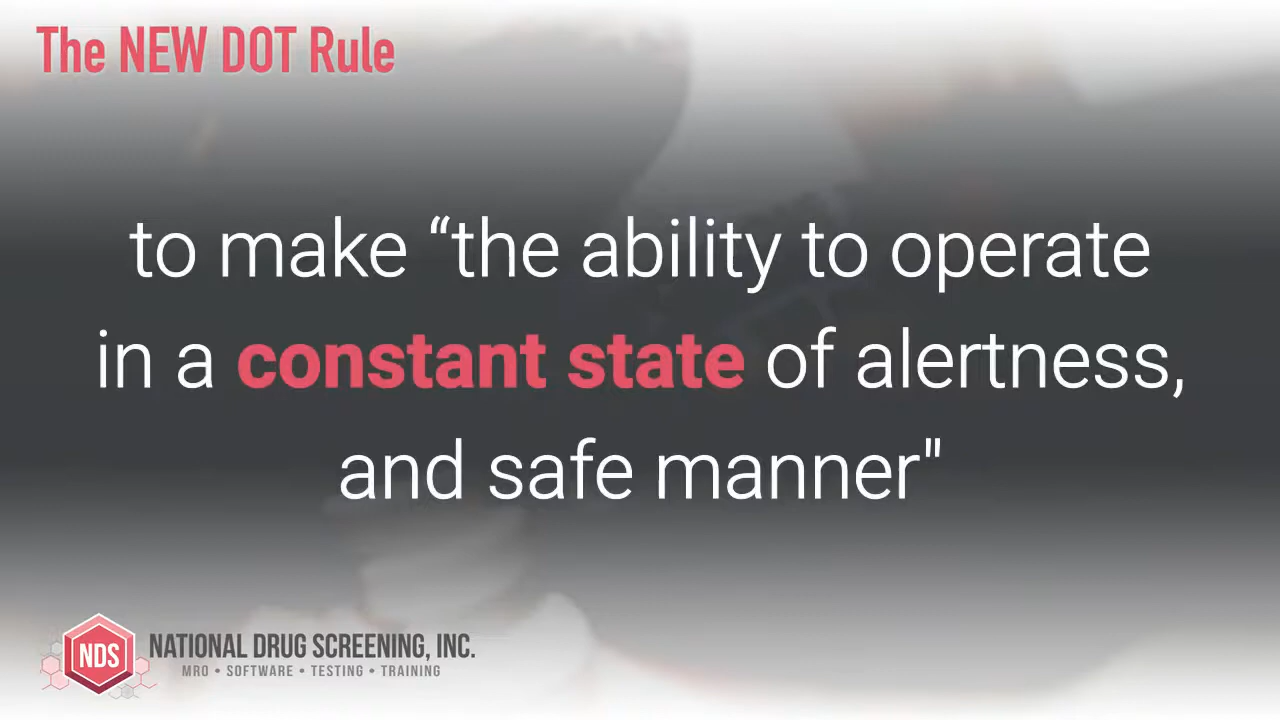 The NEW DOT Rule
to make “the ability to operate
in a constant state of alertness,
and safe manner"
NDS
NATIONAL DRUG SCREENING, INC.
MRO • SOFTWARE • TESTING • TRAINING